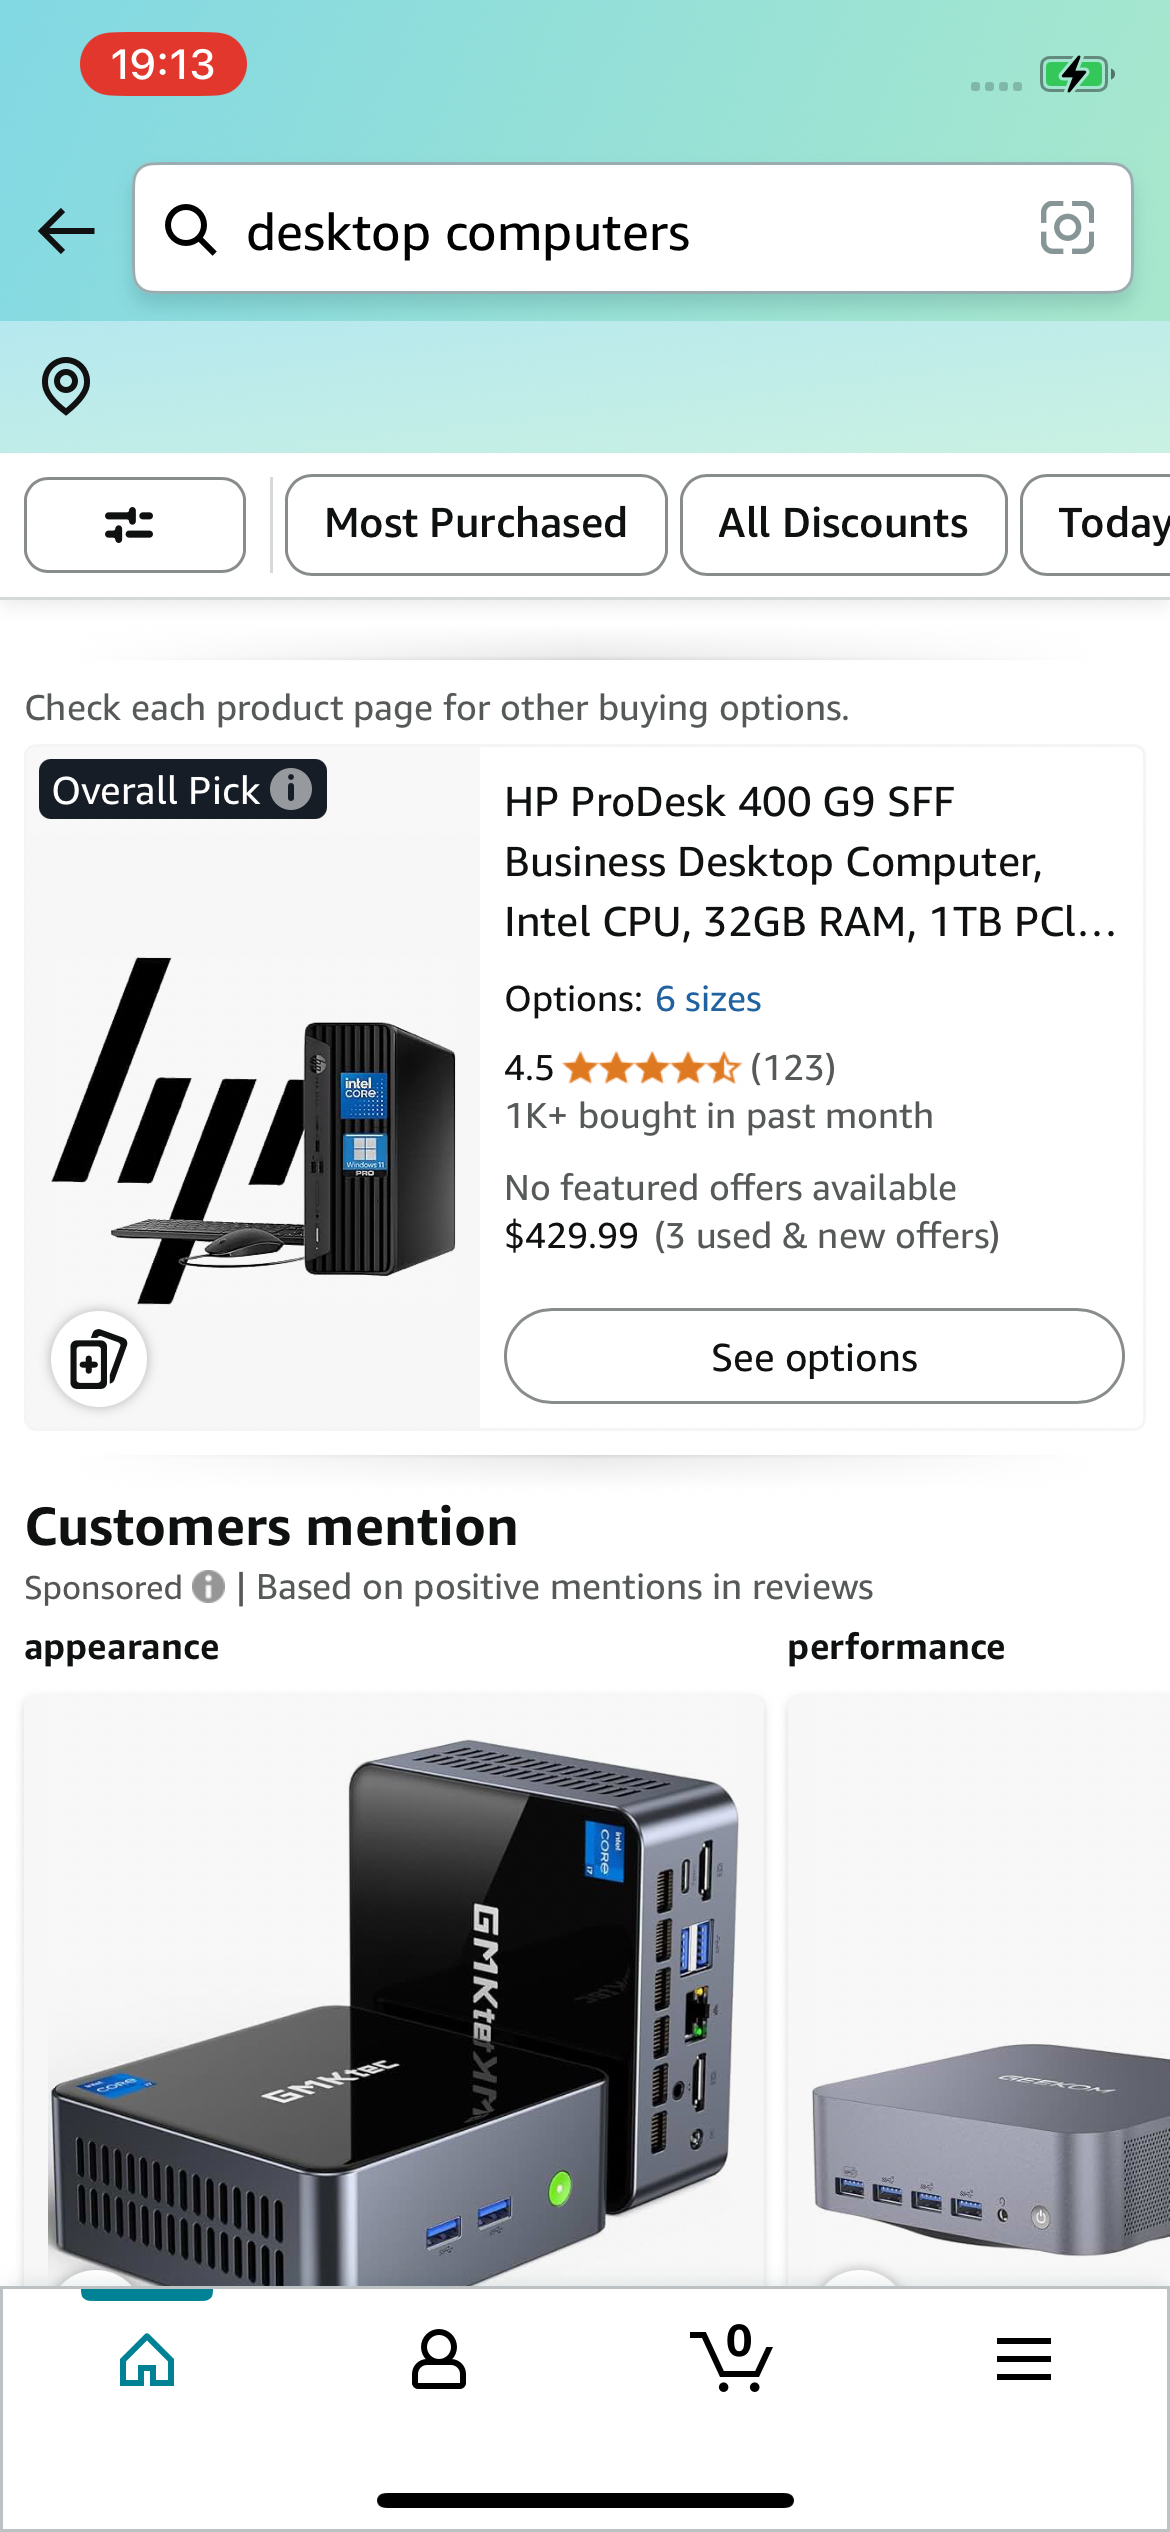 19:13
desktop computers
Most Purchased
All Discounts
Today
Check each product page for other buying options.
Overall Pick
HP ProDesk 400 G9 SFF
Business Desktop Computer,
Intel CPU, 32GB RAM, 1TB PCl...
Options: 6 sizes
4.5 (123)
1K+ bought in past month
No featured offers available
$429.99 (3 used & new offers)
See options
hp
intel
CORE
Windows 11
PRO
Customers mention
Sponsored | Based on positive mentions in reviews
appearance
performance
intel
CORE
i7
GMKtec
GMKtec
intel
CORE
GEEKOM
0